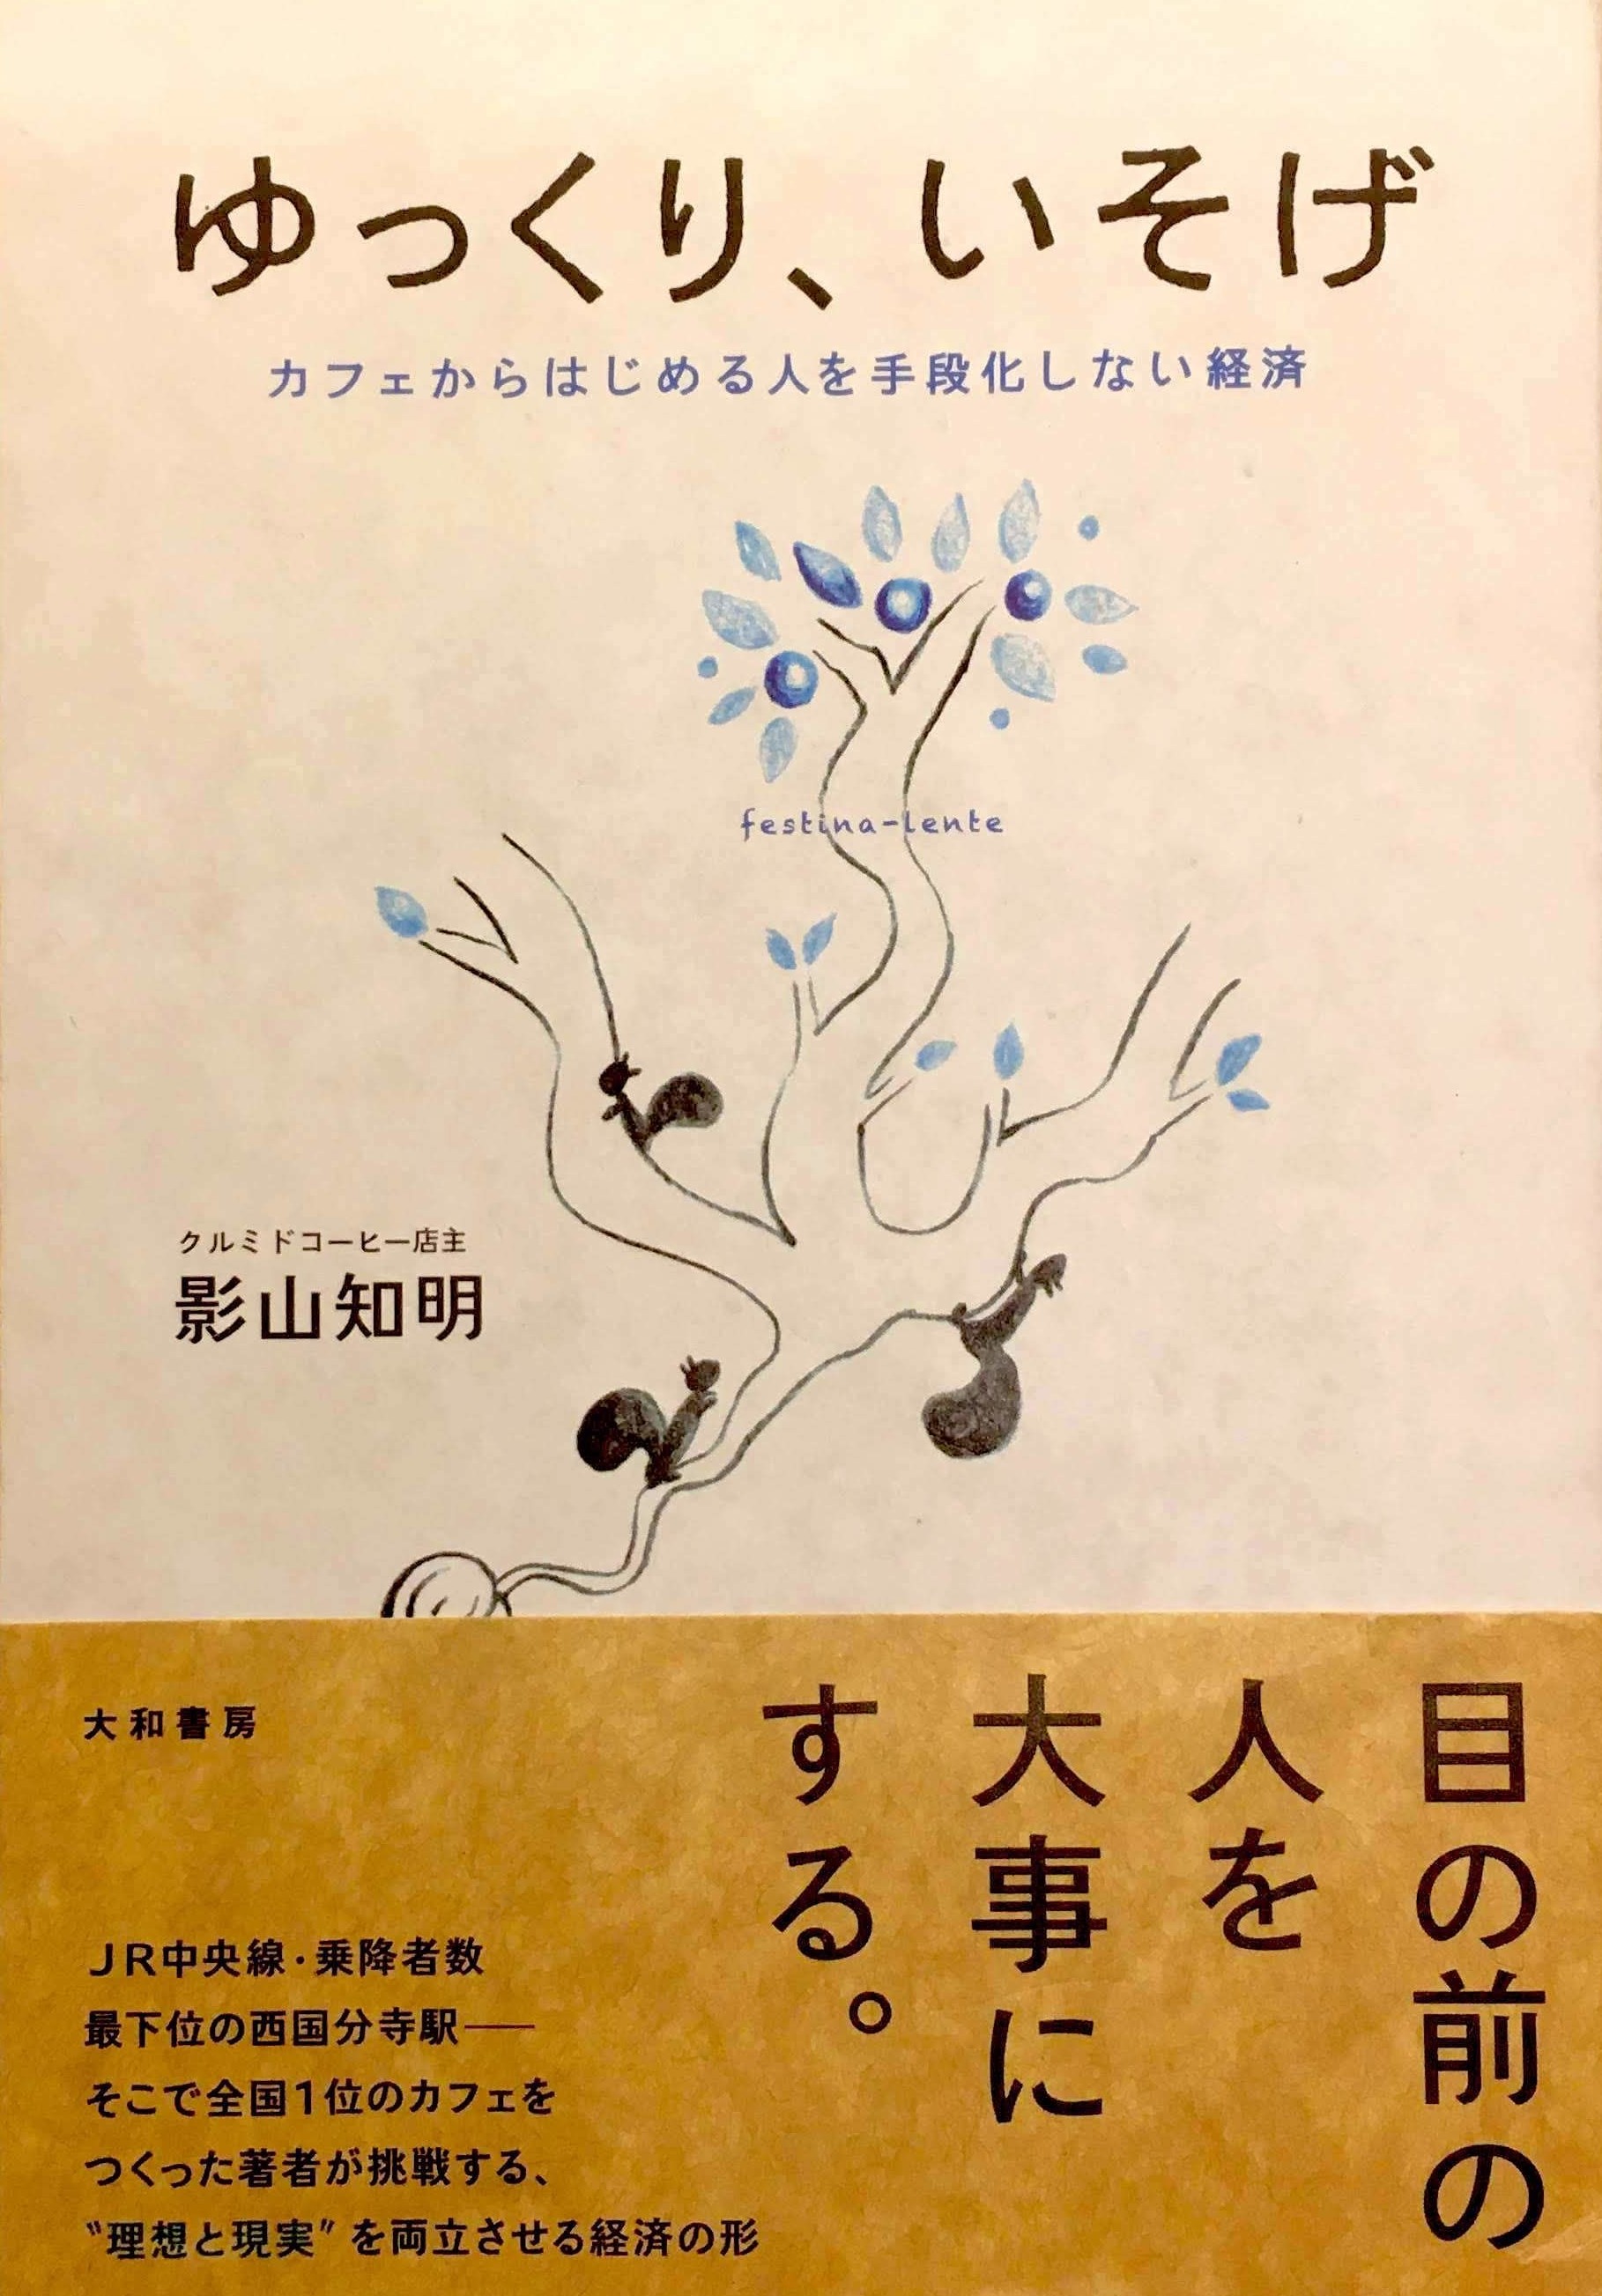 ゆっくり、いそげ
カフェからはじめる人を手段化しない経済
festina-lente
クルミドコーヒー店主
影山知明
目の前の
人を
大事に
する。
大和書房
JR中央線・乗降者数
最下位の西国分寺駅――
そこで全国1位のカフェを
つくった著者が挑戦する、
〝理想と現実〟を両立させる経済の形